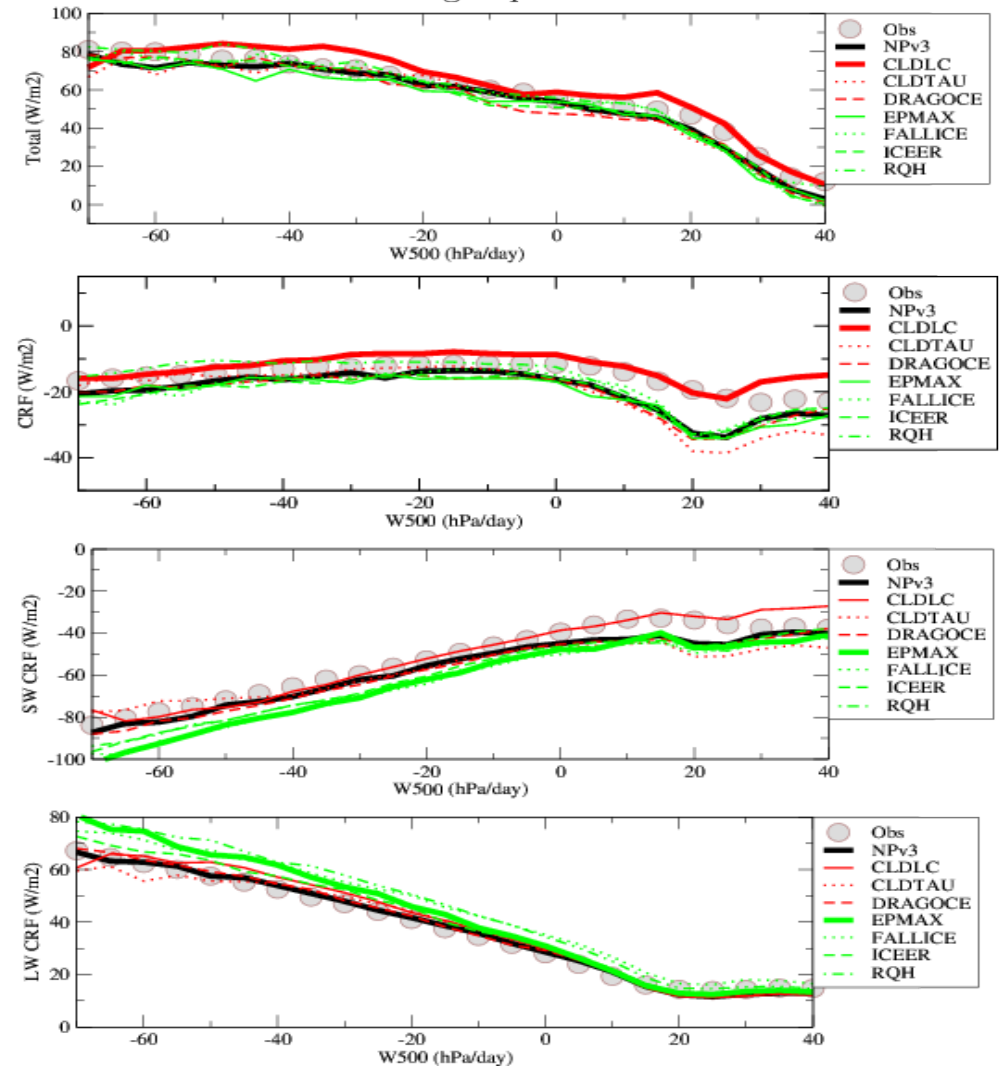 100
80
60
40
20
0
Total (W/m2)
-60
-40
-20
0
20
40
W500 (hPa/day)
Obs
NPv3
CLDLC
CLDTAU
DRAGOCE
EPMAX
FALLICE
ICEER
RQH
0
-20
-40
CRF (W/m2)
-60
-40
-20
0
20
40
W500 (hPa/day)
Obs
NPv3
CLDLC
CLDTAU
DRAGOCE
EPMAX
FALLICE
ICEER
RQH
0
-20
-40
-60
-80
-100
SW CRF (W/m2)
-60
-40
-20
0
20
40
W500 (hPa/day)
Obs
NPv3
CLDLC
CLDTAU
DRAGOCE
EPMAX
FALLICE
ICEER
RQH
80
60
40
20
0
LW CRF (W/m2)
-60
-40
-20
0
20
40
W500 (hPa/day)
Obs
NPv3
CLDLC
CLDTAU
DRAGOCE
EPMAX
FALLICE
ICEER
RQH